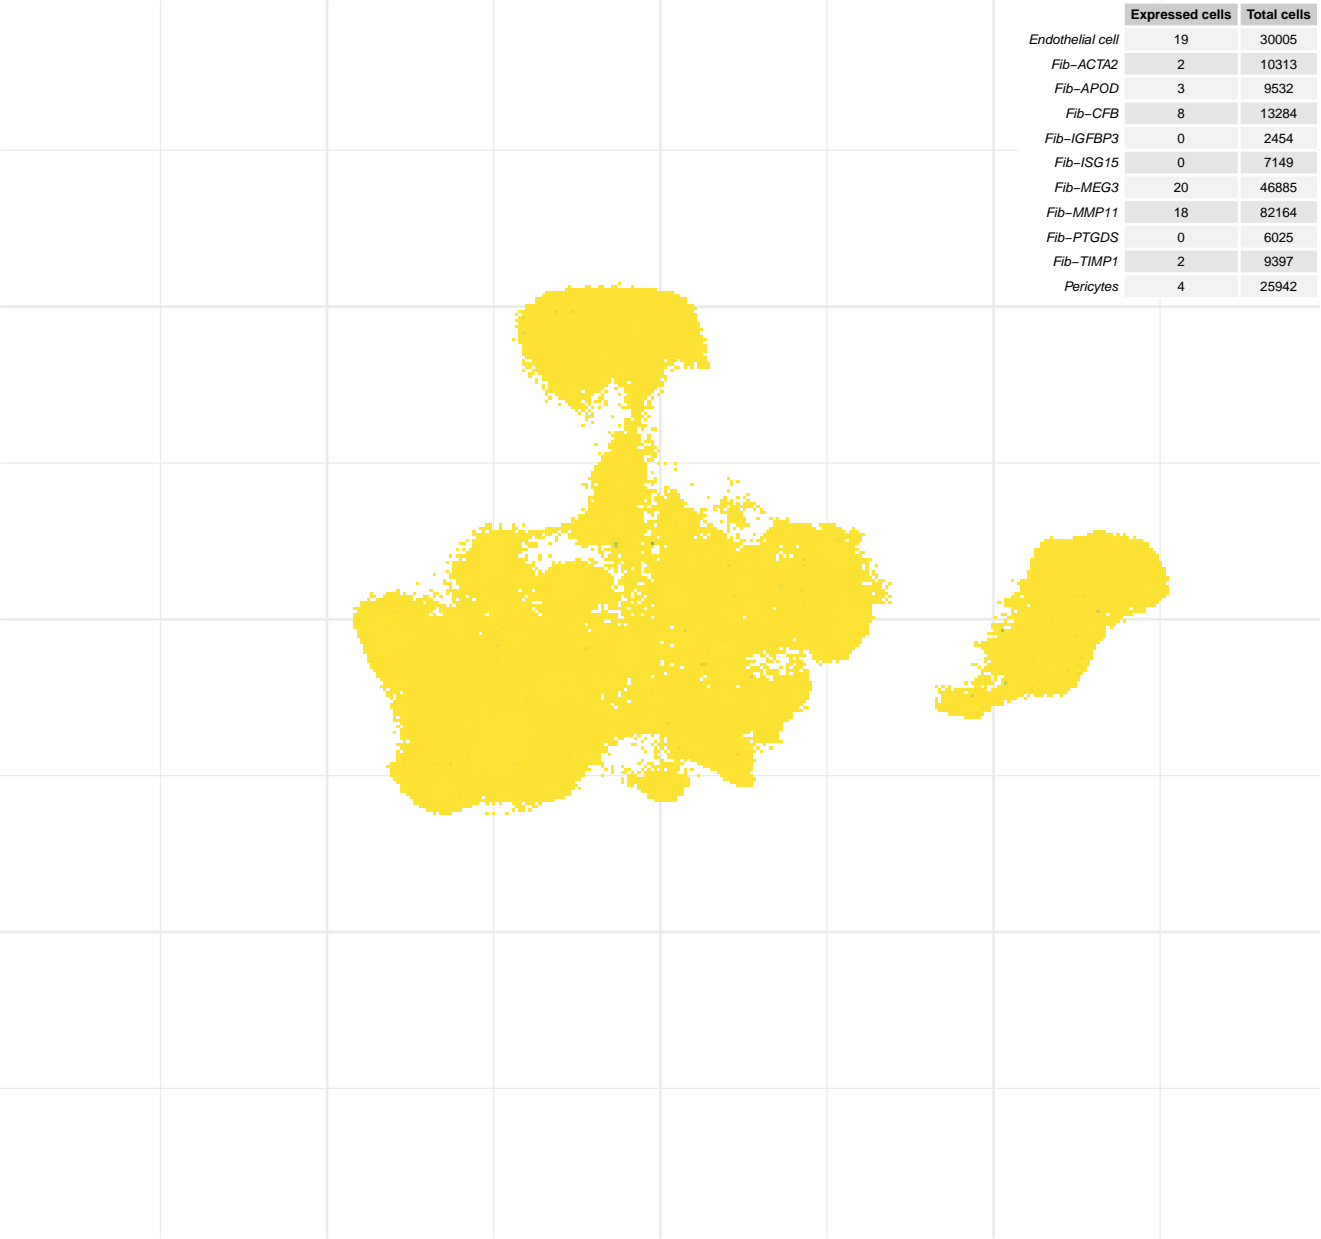 Expressed cells Total cells
Endothelial cell 19 30005
Fib−ACTA2 2 10313
Fib−APOD 3 9532
Fib−CFB 8 13284
Fib−IGFBP3 0 2454
Fib−ISG15 0 7149
Fib−MEG3 20 46885
Fib−MMP11 18 82164
Fib−PTGDS 0 6025
Fib−TIMP1 2 9397
Pericytes 4 25942